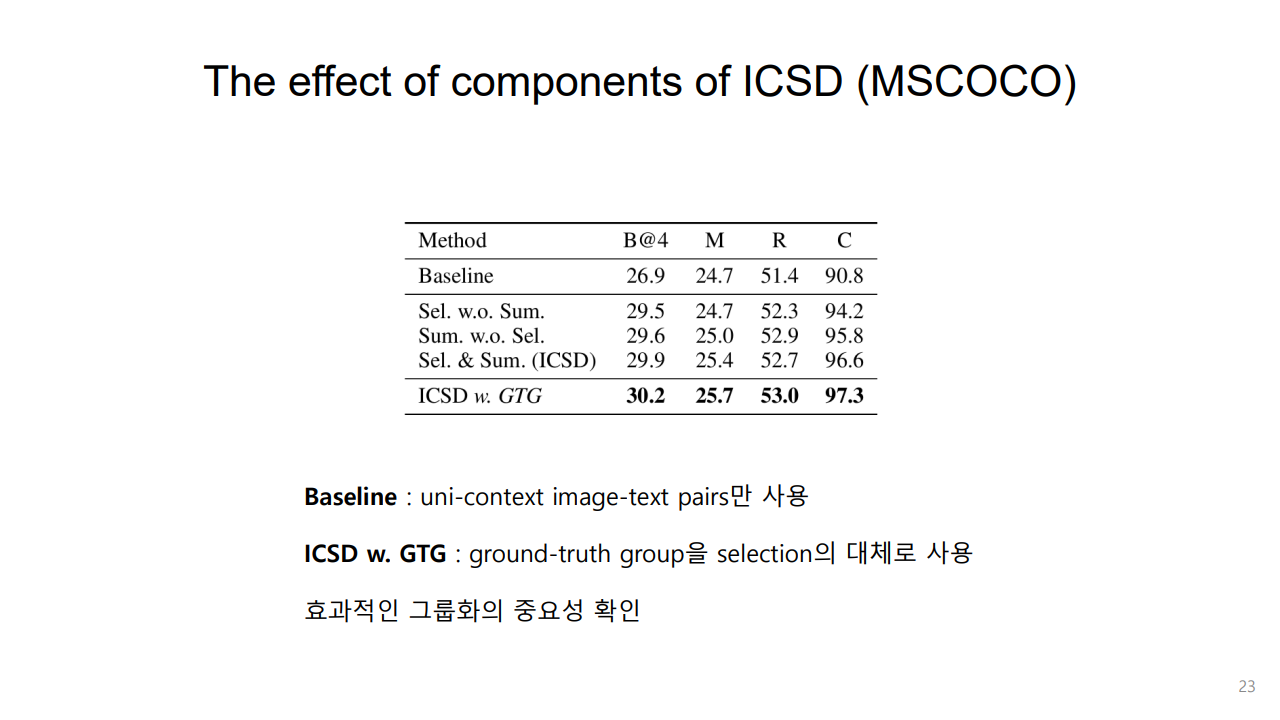 The effect of components of ICSD (MSCOCO)
Method B@4 M R C
Baseline 26.9 24.7 51.4 90.8
Sel. w.o. Sum. 29.5 24.7 52.3 94.2
Sum. w.o. Sel. 29.6 25.0 52.9 95.8
Sel. & Sum. (ICSD) 29.9 25.4 52.7 96.6
ICSD w. GTG 30.2 25.7 53.0 97.3
Baseline : uni-context image-text pairs만 사용
ICSD w. GTG : ground-truth group을 selection의 대체로 사용
효과적인 그룹화의 중요성 확인
23